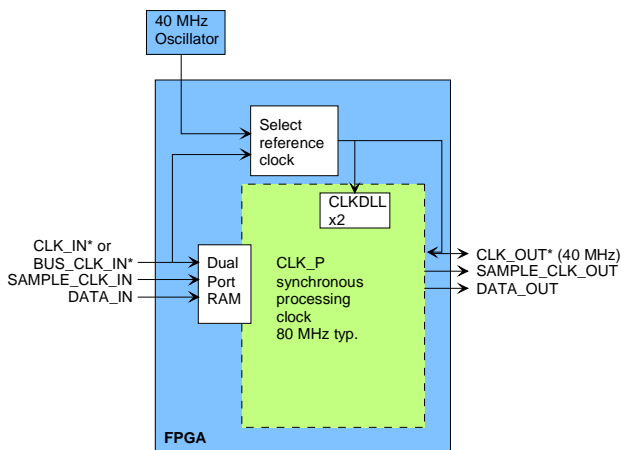 40 MHz
Oscillator
Select
reference
clock
CLKDLL
x2
CLK_IN* or
BUS_CLK_IN*
SAMPLE_CLK_IN
DATA_IN
Dual
Port
RAM
CLK_P
synchronous
processing
clock
80 MHz typ.
CLK_OUT* (40 MHz)
SAMPLE_CLK_OUT
DATA_OUT
FPGA